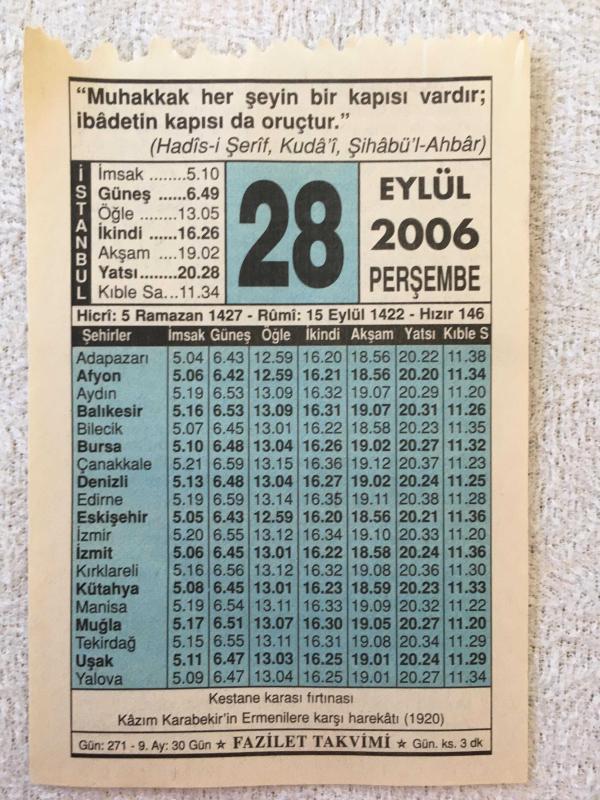 “Muhakkak her şeyin bir kapısı vardır;
ibâdetin kapısı da oruçtur.”
(Hadîs-i Şerîf, Kudâ’î, Şihâbü’l-Ahbâr)
İSTANBUL
İmsak ........5.10
Güneş ......6.49
Öğle .........13.05
İkindi ......16.26
Akşam ....19.02
Yatsı........20.28
Kıble Sa...11.34
28
EYLÜL
2006
PERŞEMBE
Hicrî: 5 Ramazan 1427 - Rûmî: 15 Eylül 1422 - Hızır 146
Şehirler İmsak Güneş Öğle İkindi Akşam Yatsı Kıble S
Adapazarı 5.04 6.43 12.59 16.20 18.56 20.22 11.38
Afyon 5.06 6.42 12.59 16.21 18.56 20.20 11.34
Aydın 5.19 6.53 13.09 16.32 19.07 20.29 11.20
Balıkesir 5.16 6.53 13.09 16.31 19.07 20.31 11.26
Bilecik 5.07 6.45 13.01 16.22 18.58 20.23 11.35
Bursa 5.10 6.48 13.04 16.26 19.02 20.27 11.32
Çanakkale 5.21 6.59 13.15 16.36 19.12 20.37 11.23
Denizli 5.13 6.48 13.04 16.27 19.02 20.24 11.25
Edirne 5.19 6.59 13.14 16.35 19.11 20.38 11.28
Eskişehir 5.05 6.43 12.59 16.20 18.56 20.21 11.36
İzmir 5.20 6.55 13.12 16.34 19.10 20.33 11.20
İzmit 5.06 6.45 13.01 16.22 18.58 20.24 11.36
Kırklareli 5.16 6.56 13.12 16.32 19.08 20.36 11.30
Kütahya 5.08 6.45 13.01 16.23 18.59 20.23 11.33
Manisa 5.19 6.54 13.11 16.33 19.09 20.32 11.22
Muğla 5.17 6.51 13.07 16.30 19.05 20.27 11.20
Tekirdağ 5.15 6.55 13.11 16.31 19.08 20.34 11.29
Uşak 5.11 6.47 13.03 16.25 19.01 20.24 11.29
Yalova 5.09 6.47 13.04 16.25 19.01 20.27 11.34
Kestane karası fırtınası
Kâzım Karabekir’in Ermenilere karşı harekâtı (1920)
Gün: 271 - 9. Ay: 30 Gün ☆ FAZİLET TAKVİMİ ☆ Gün. ks. 3 dk